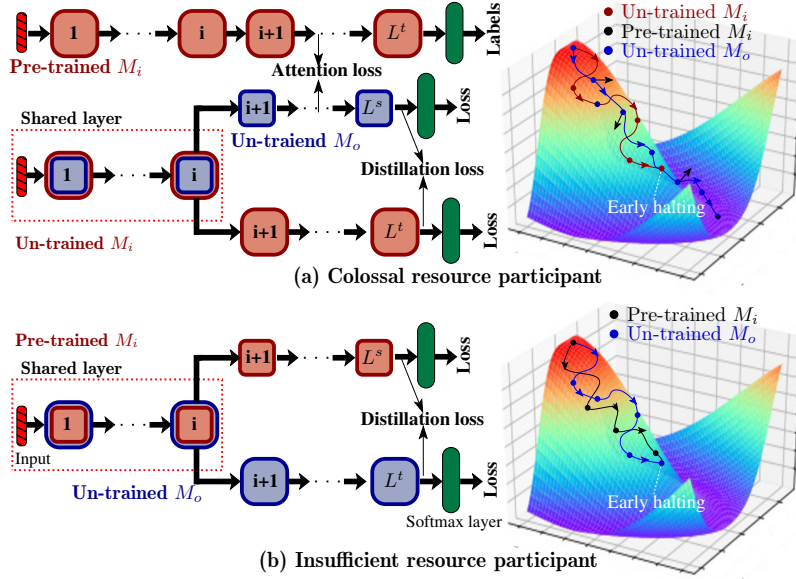 1
· · ·
i
i+1
· · ·
L^t
Labels
Pre-trained M_i
Attention loss
Shared layer
i+1
· · ·
L^s
Loss
Un-traiend M_o
1
· · ·
i
Distillation loss
Un-trained M_i
i+1
· · ·
L^t
Loss
Un-trained M_i
Pre-trained M_i
Un-trained M_o
Early halting
(a) Colossal resource participant
Pre-trained M_i
Shared layer
i+1
· · ·
L^s
Loss
1
· · ·
i
Distillation loss
Input
Un-trained M_o
i+1
· · ·
L^t
Loss
Softmax layer
Pre-trained M_i
Un-trained M_o
Early halting
(b) Insufficient resource participant